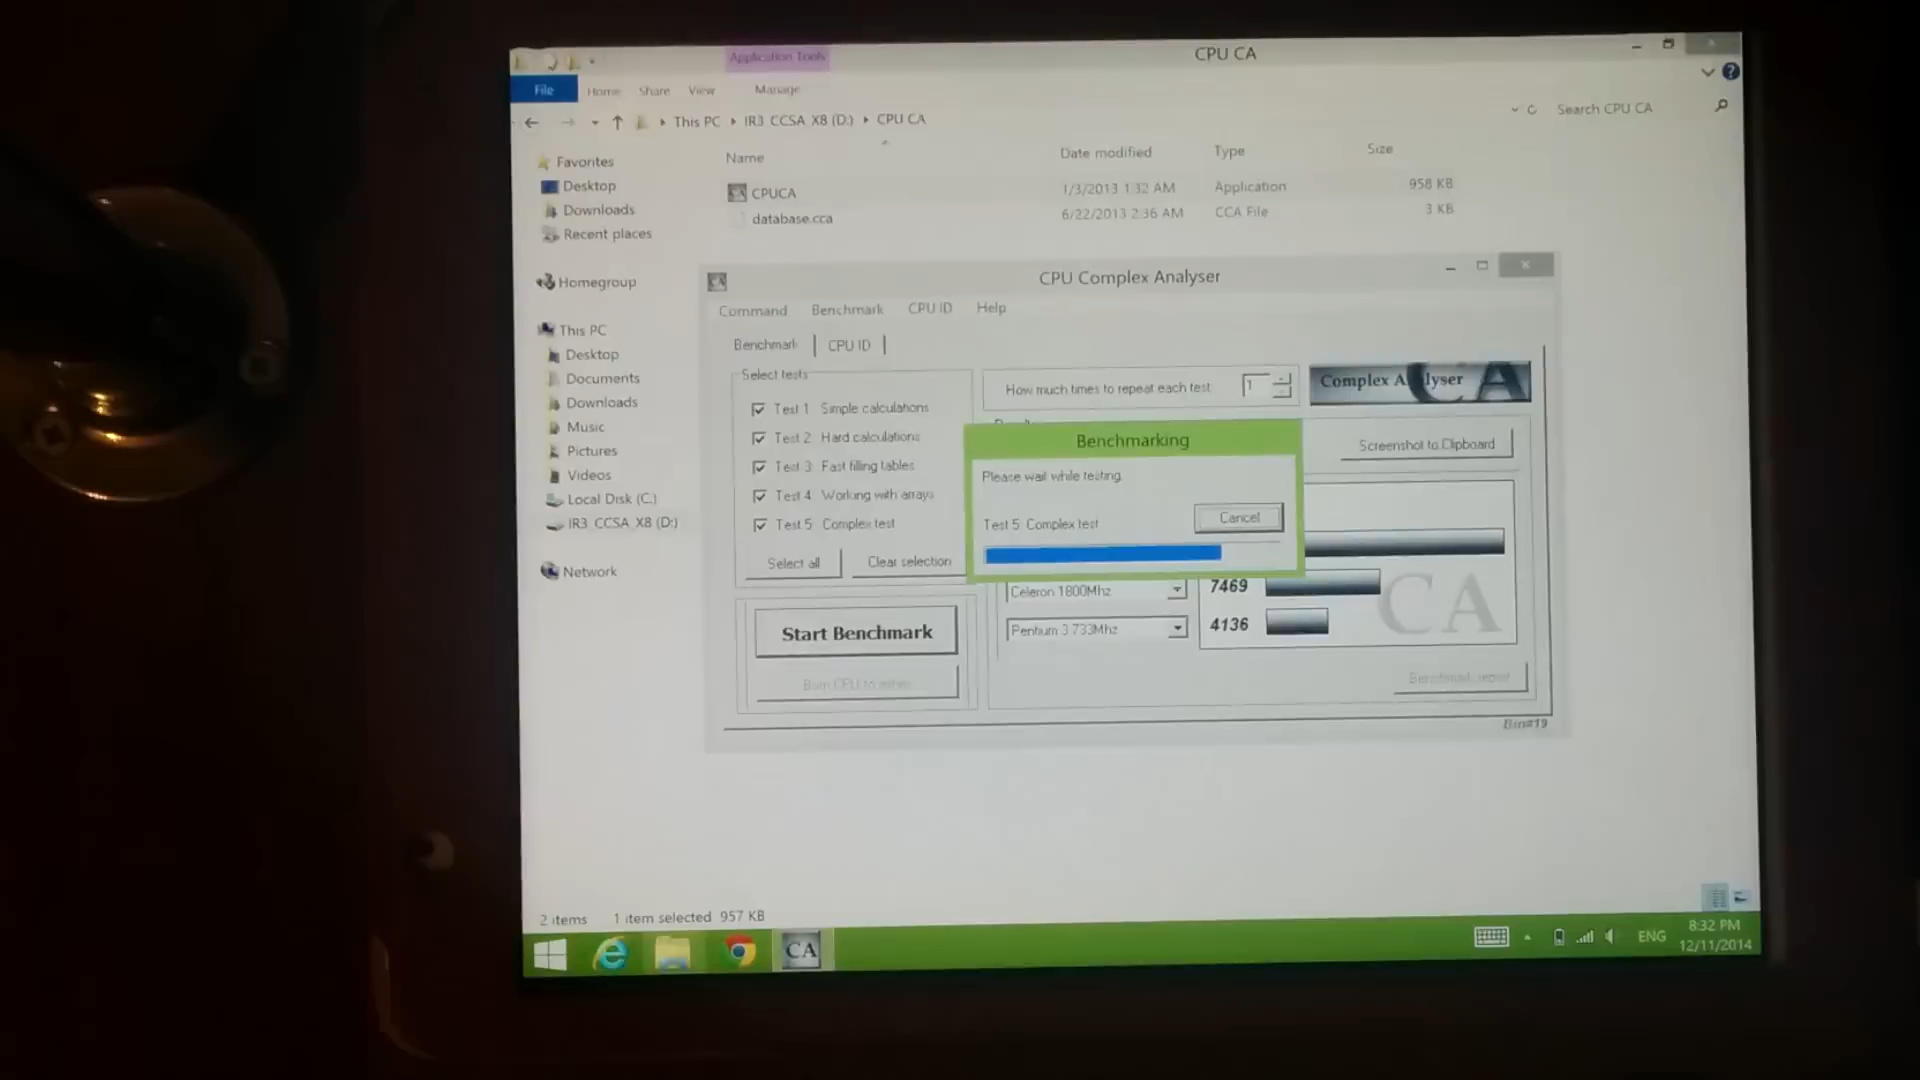 Application Tools
CPU CA
File
Home
Share
View
Manage
This PC
IR3_CCSA_X8 (D:)
CPU CA
Search CPU CA
Name
Date modified
Type
Size
CPUCA
1/3/2013 1:32 AM
Application
958 KB
database.cca
6/22/2013 2:36 AM
CCA File
3 KB
Favorites
Desktop
Downloads
Recent places
Homegroup
This PC
Desktop
Documents
Downloads
Music
Pictures
Videos
Local Disk (C:)
IR3_CCSA_X8 (D:)
Network
CA
CPU Complex Analyser
Command
Benchmark
CPU ID
Help
Benchmark
CPU ID
Select tests
Test 1 Simple calculations
Test 2 Hard calculations
Test 3 Fast filling tables
Test 4 Working with arrays
Test 5 Complex test
Select all
Clear selection
Start Benchmark
How much times to repeat each test
1
Complex Analyser
CA
Screenshot to Clipboard
Benchmarking
Please wait while testing.
Test 5 Complex test
Cancel
Celeron 1800Mhz
7469
Pentium 3 733Mhz
4136
CA
Benchmark report
2 items
1 item selected 957 KB
CA
ENG
8:32 PM
12/11/2014